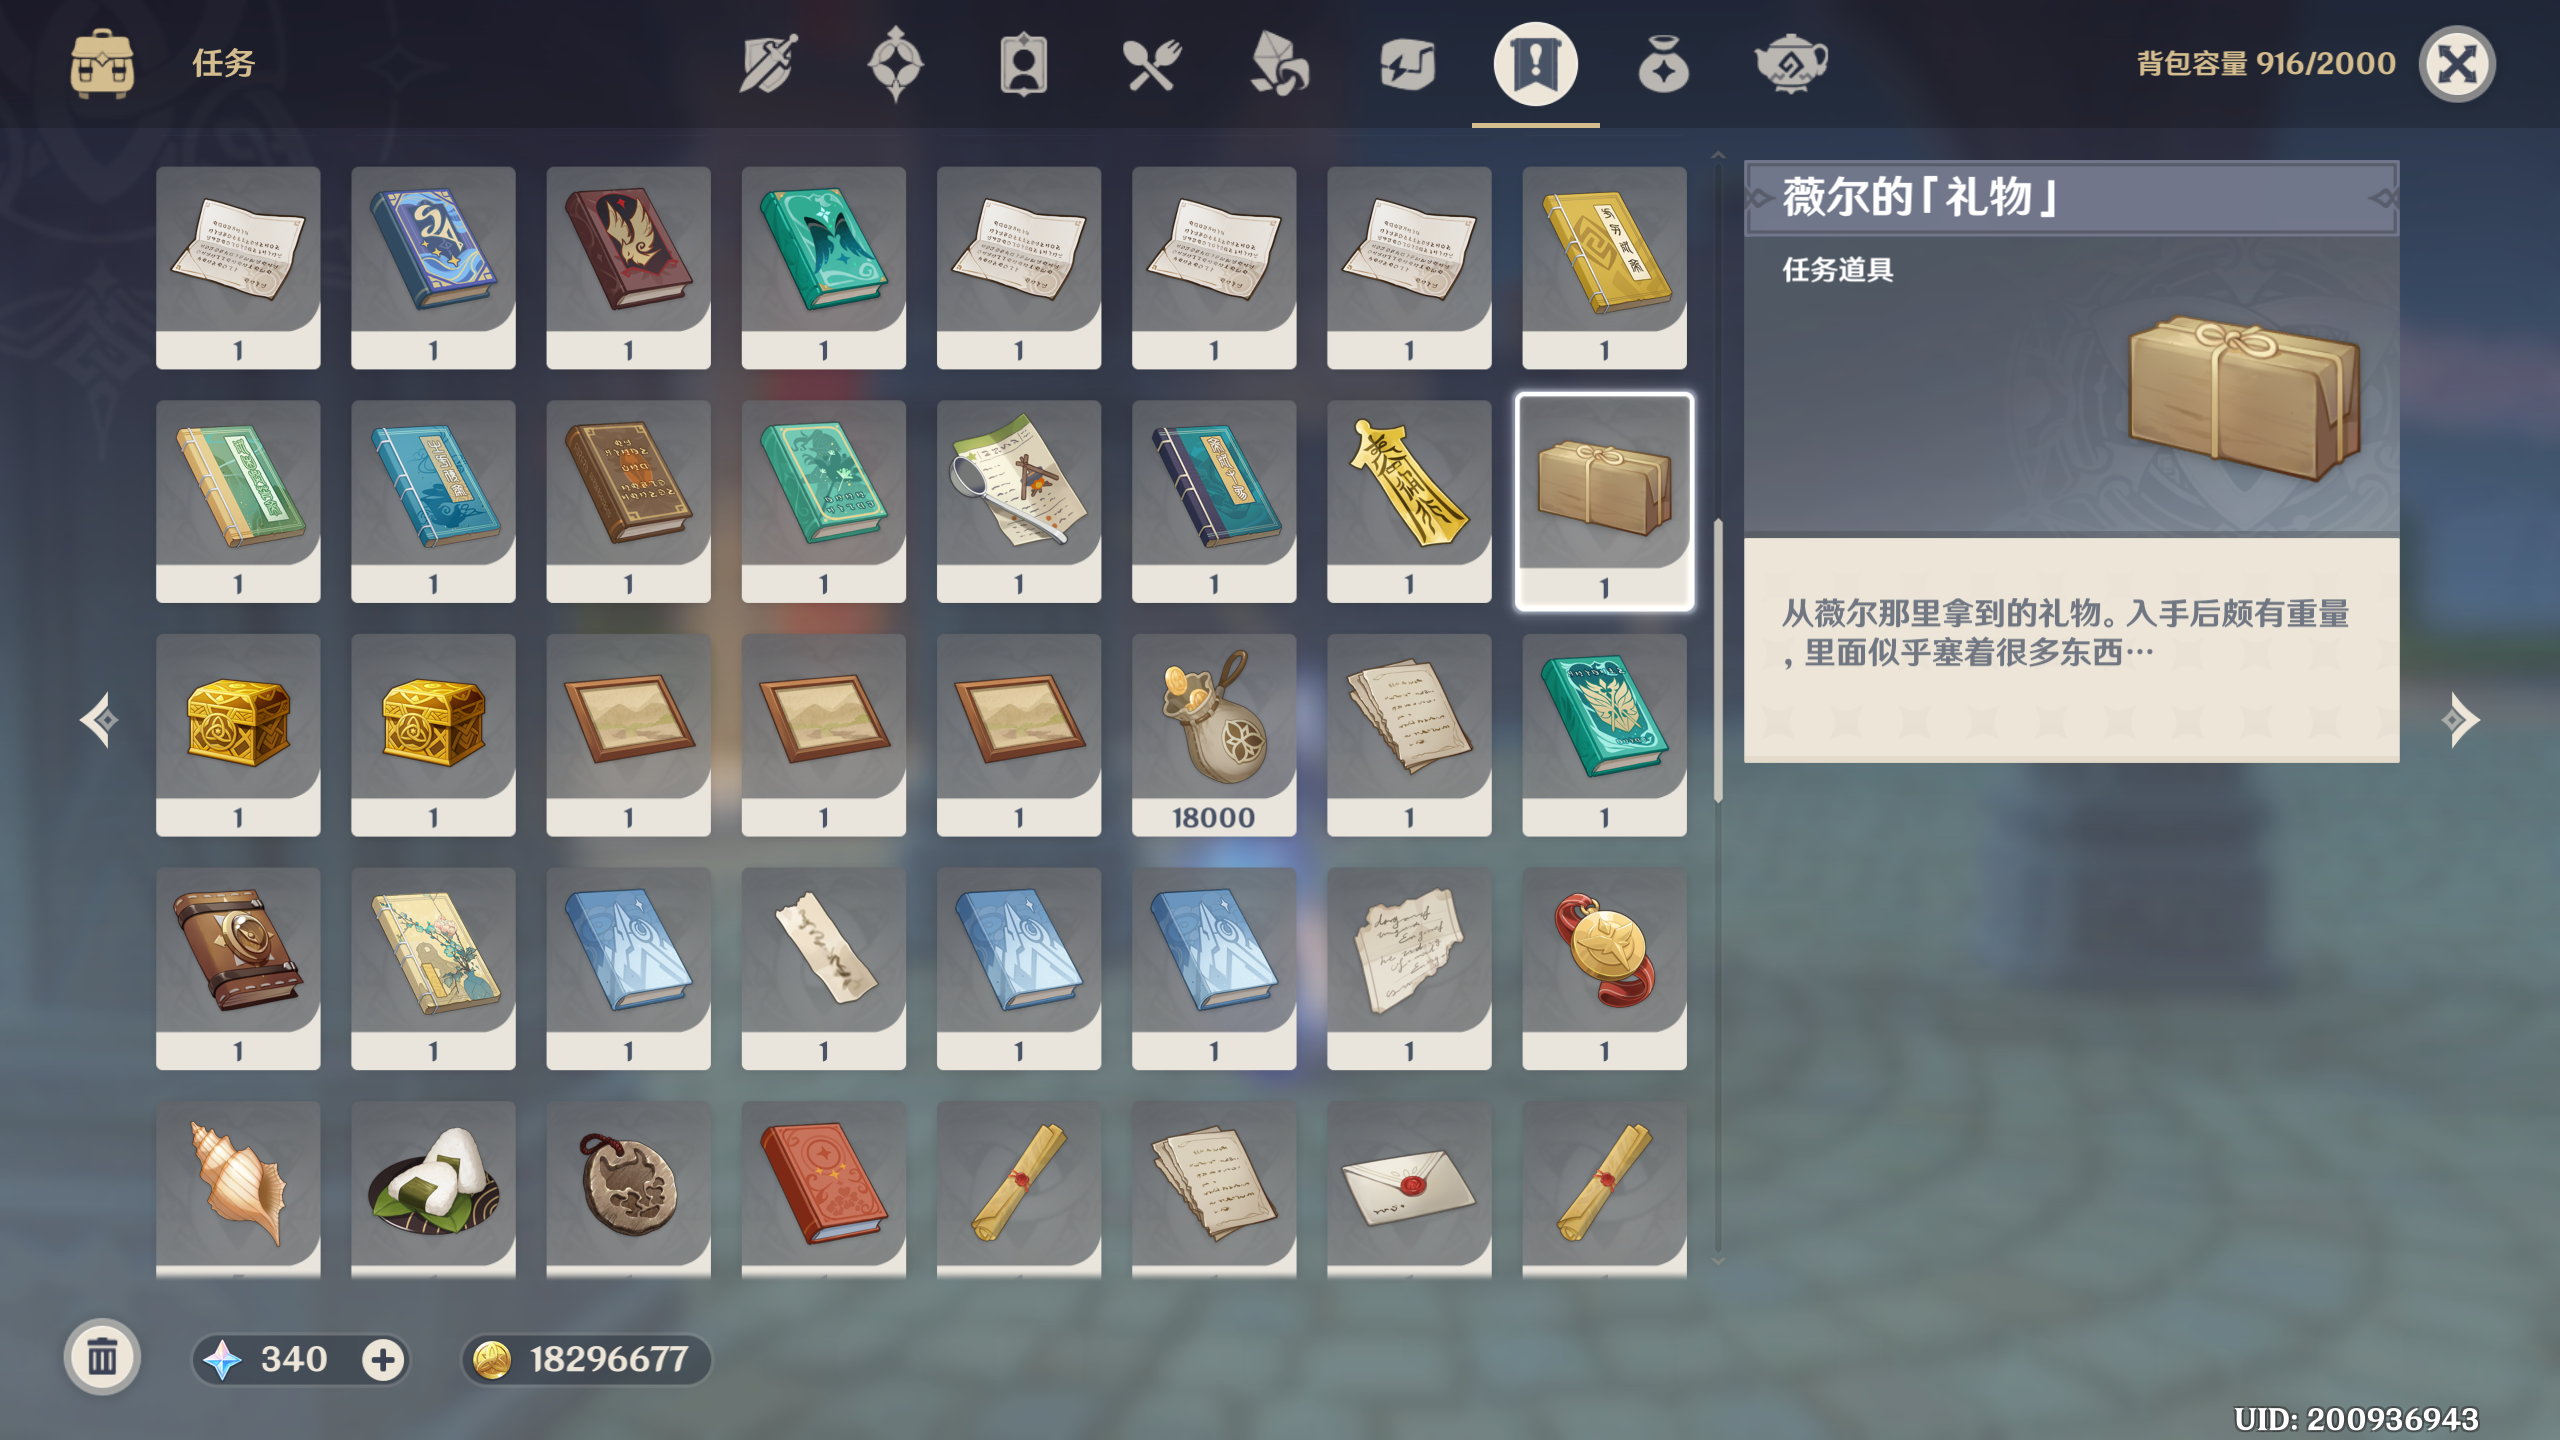 任务
背包容量 916/2000
薇尔的「礼物」
任务道具
从薇尔那里拿到的礼物。入手后颇有重量
，里面似乎塞着很多东西…
1 1 1 1 1 1 1 1
1 1 1 1 1 1 1 1
1 1 1 1 1 18000 1 1
1 1 1 1 1 1 1 1
340
18296677
UID: 200936943